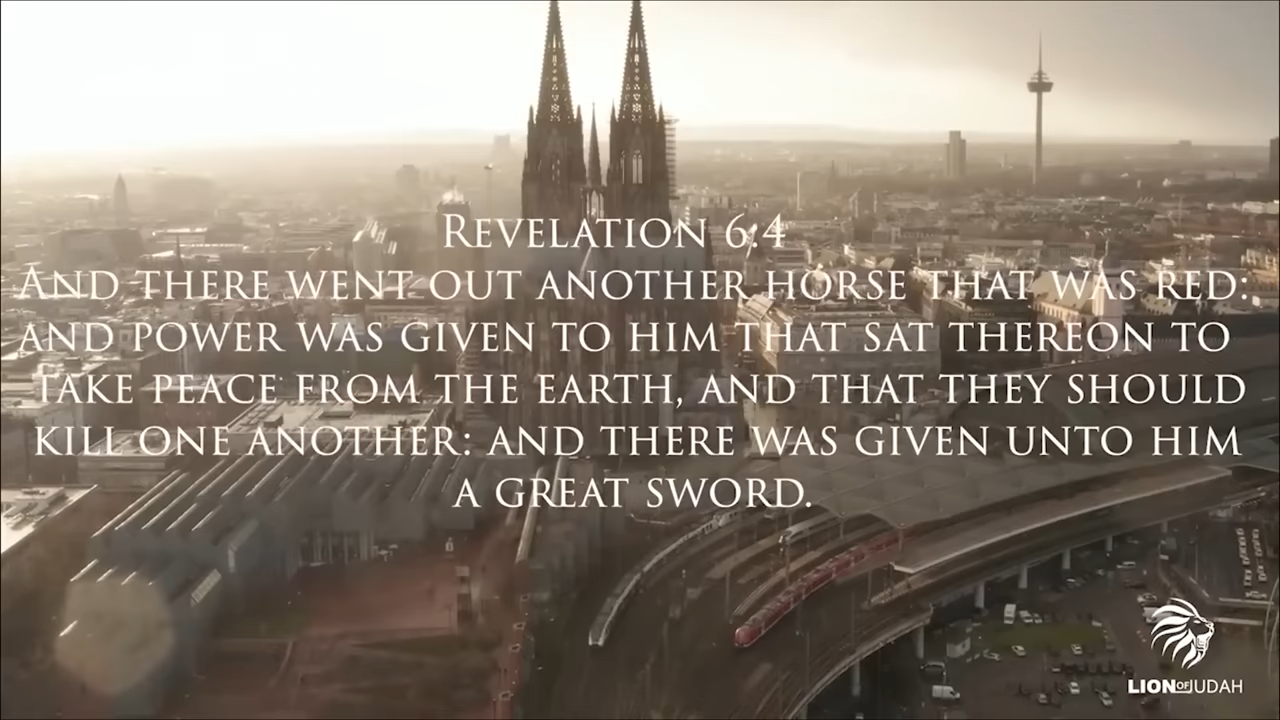 Revelation 6:4
And there went out another horse that was red:
and power was given to him that sat thereon to
take peace from the earth, and that they should
kill one another: and there was given unto him
a great sword.
LION OF JUDAH